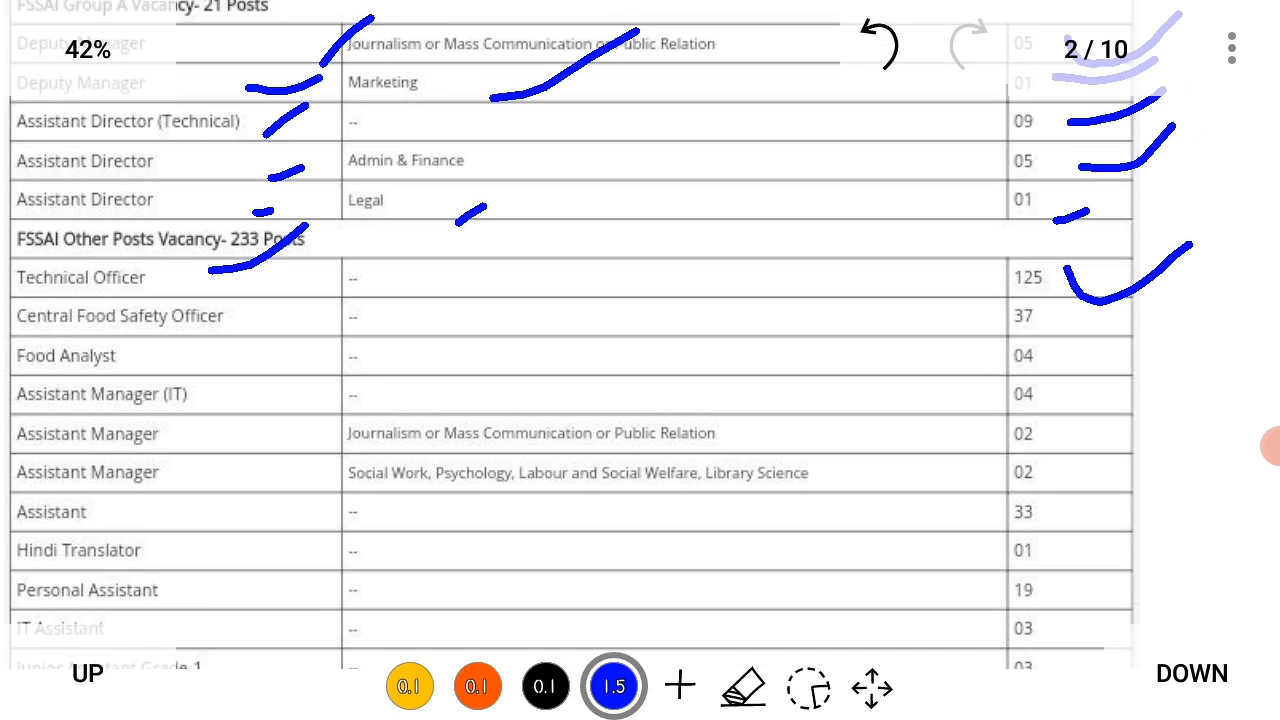 FSSAI Group A Vacancy- 21 Posts
42%
2 / 10
Deputy Manager Journalism or Mass Communication or Public Relation 05
Deputy Manager Marketing 01
Assistant Director (Technical) -- 09
Assistant Director Admin & Finance 05
Assistant Director Legal 01
FSSAI Other Posts Vacancy- 233 Posts
Technical Officer -- 125
Central Food Safety Officer -- 37
Food Analyst -- 04
Assistant Manager (IT) -- 04
Assistant Manager Journalism or Mass Communication or Public Relation 02
Assistant Manager Social Work, Psychology, Labour and Social Welfare, Library Science 02
Assistant -- 33
Hindi Translator -- 01
Personal Assistant -- 19
IT Assistant -- 03
Junior Assistant Grade 1 -- 03
UP 0.1 0.1 0.1 1.5 DOWN